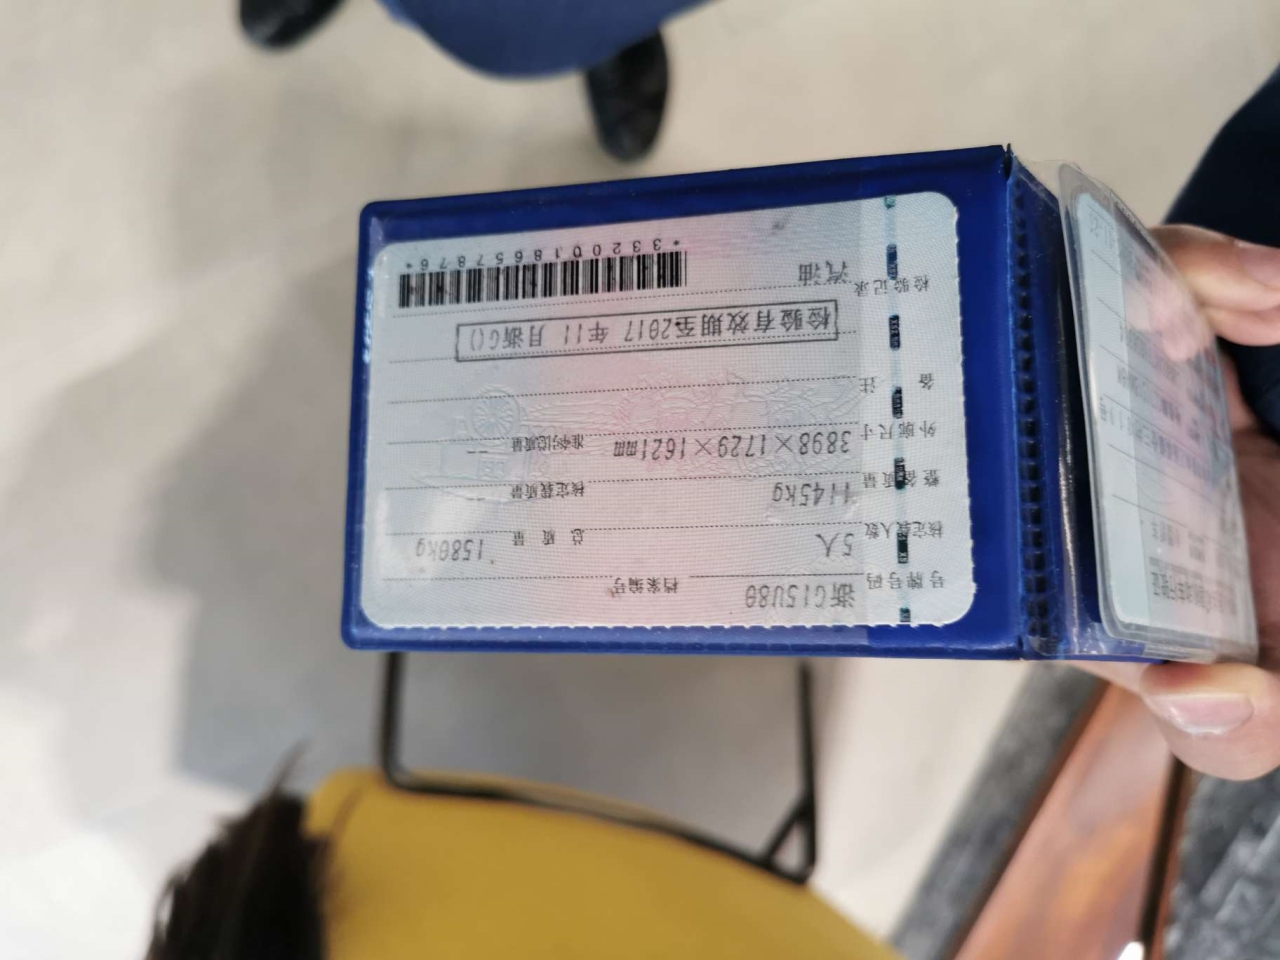 号牌号码 浙G15U80 档案编号
核定载人数 5人 总质量 1580kg
整备质量 1145kg 核定载质量 --
外廓尺寸 3898×1729×1621mm 准牵引总质量 --
备注
检验有效期至2017年11月浙G()
检验记录 汽油
*3320018657876*